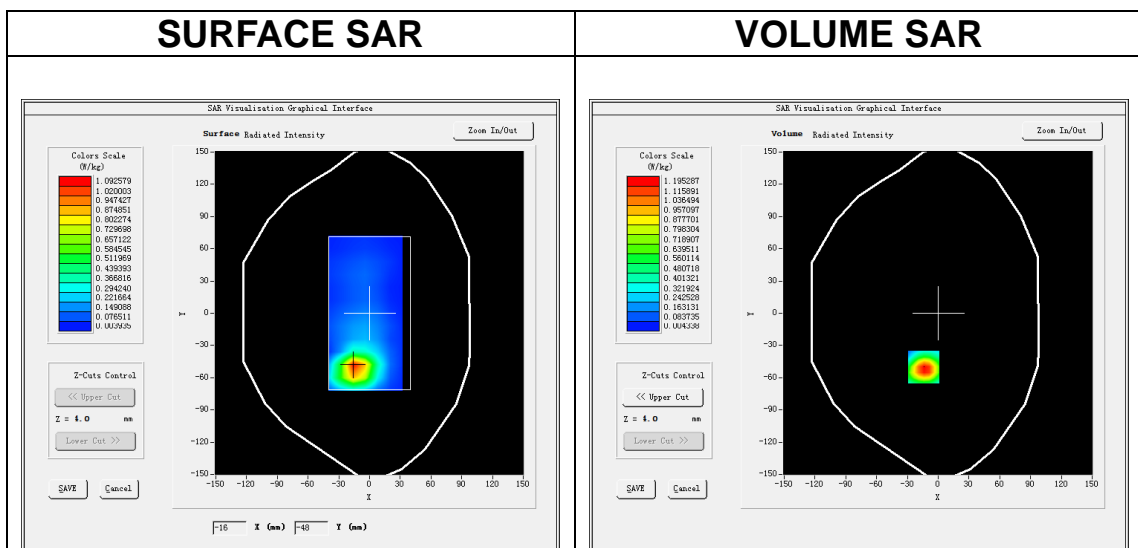 SURFACE SAR
SAR Visualisation Graphical Interface
Surface Radiated Intensity
Zoom In/Out
Colors Scale
(W/kg)
1.092579
1.020003
0.947427
0.874851
0.802274
0.729698
0.657122
0.584545
0.511969
0.439393
0.366816
0.294240
0.221664
0.149088
0.076511
0.003935
150
120
90
60
30
0
-30
-60
-90
-120
-150
Y
-150 -120 -90 -60 -30 0 30 60 90 120 150
X
Z-Cuts Control
<< Upper Cut
Z = 4.0 mm
Lower Cut >>
SAVE Cancel
-16 X (mm) -48 Y (mm)
VOLUME SAR
SAR Visualisation Graphical Interface
Volume Radiated Intensity
Zoom In/Out
Colors Scale
(W/kg)
1.195287
1.115891
1.036494
0.957097
0.877701
0.798304
0.718907
0.639511
0.560114
0.480718
0.401321
0.321924
0.242528
0.163131
0.083735
0.004338
150
120
90
60
30
0
-30
-60
-90
-120
-150
Y
-150 -120 -90 -60 -30 0 30 60 90 120 150
X
Z-Cuts Control
<< Upper Cut
Z = 4.0 mm
Lower Cut >>
SAVE Cancel